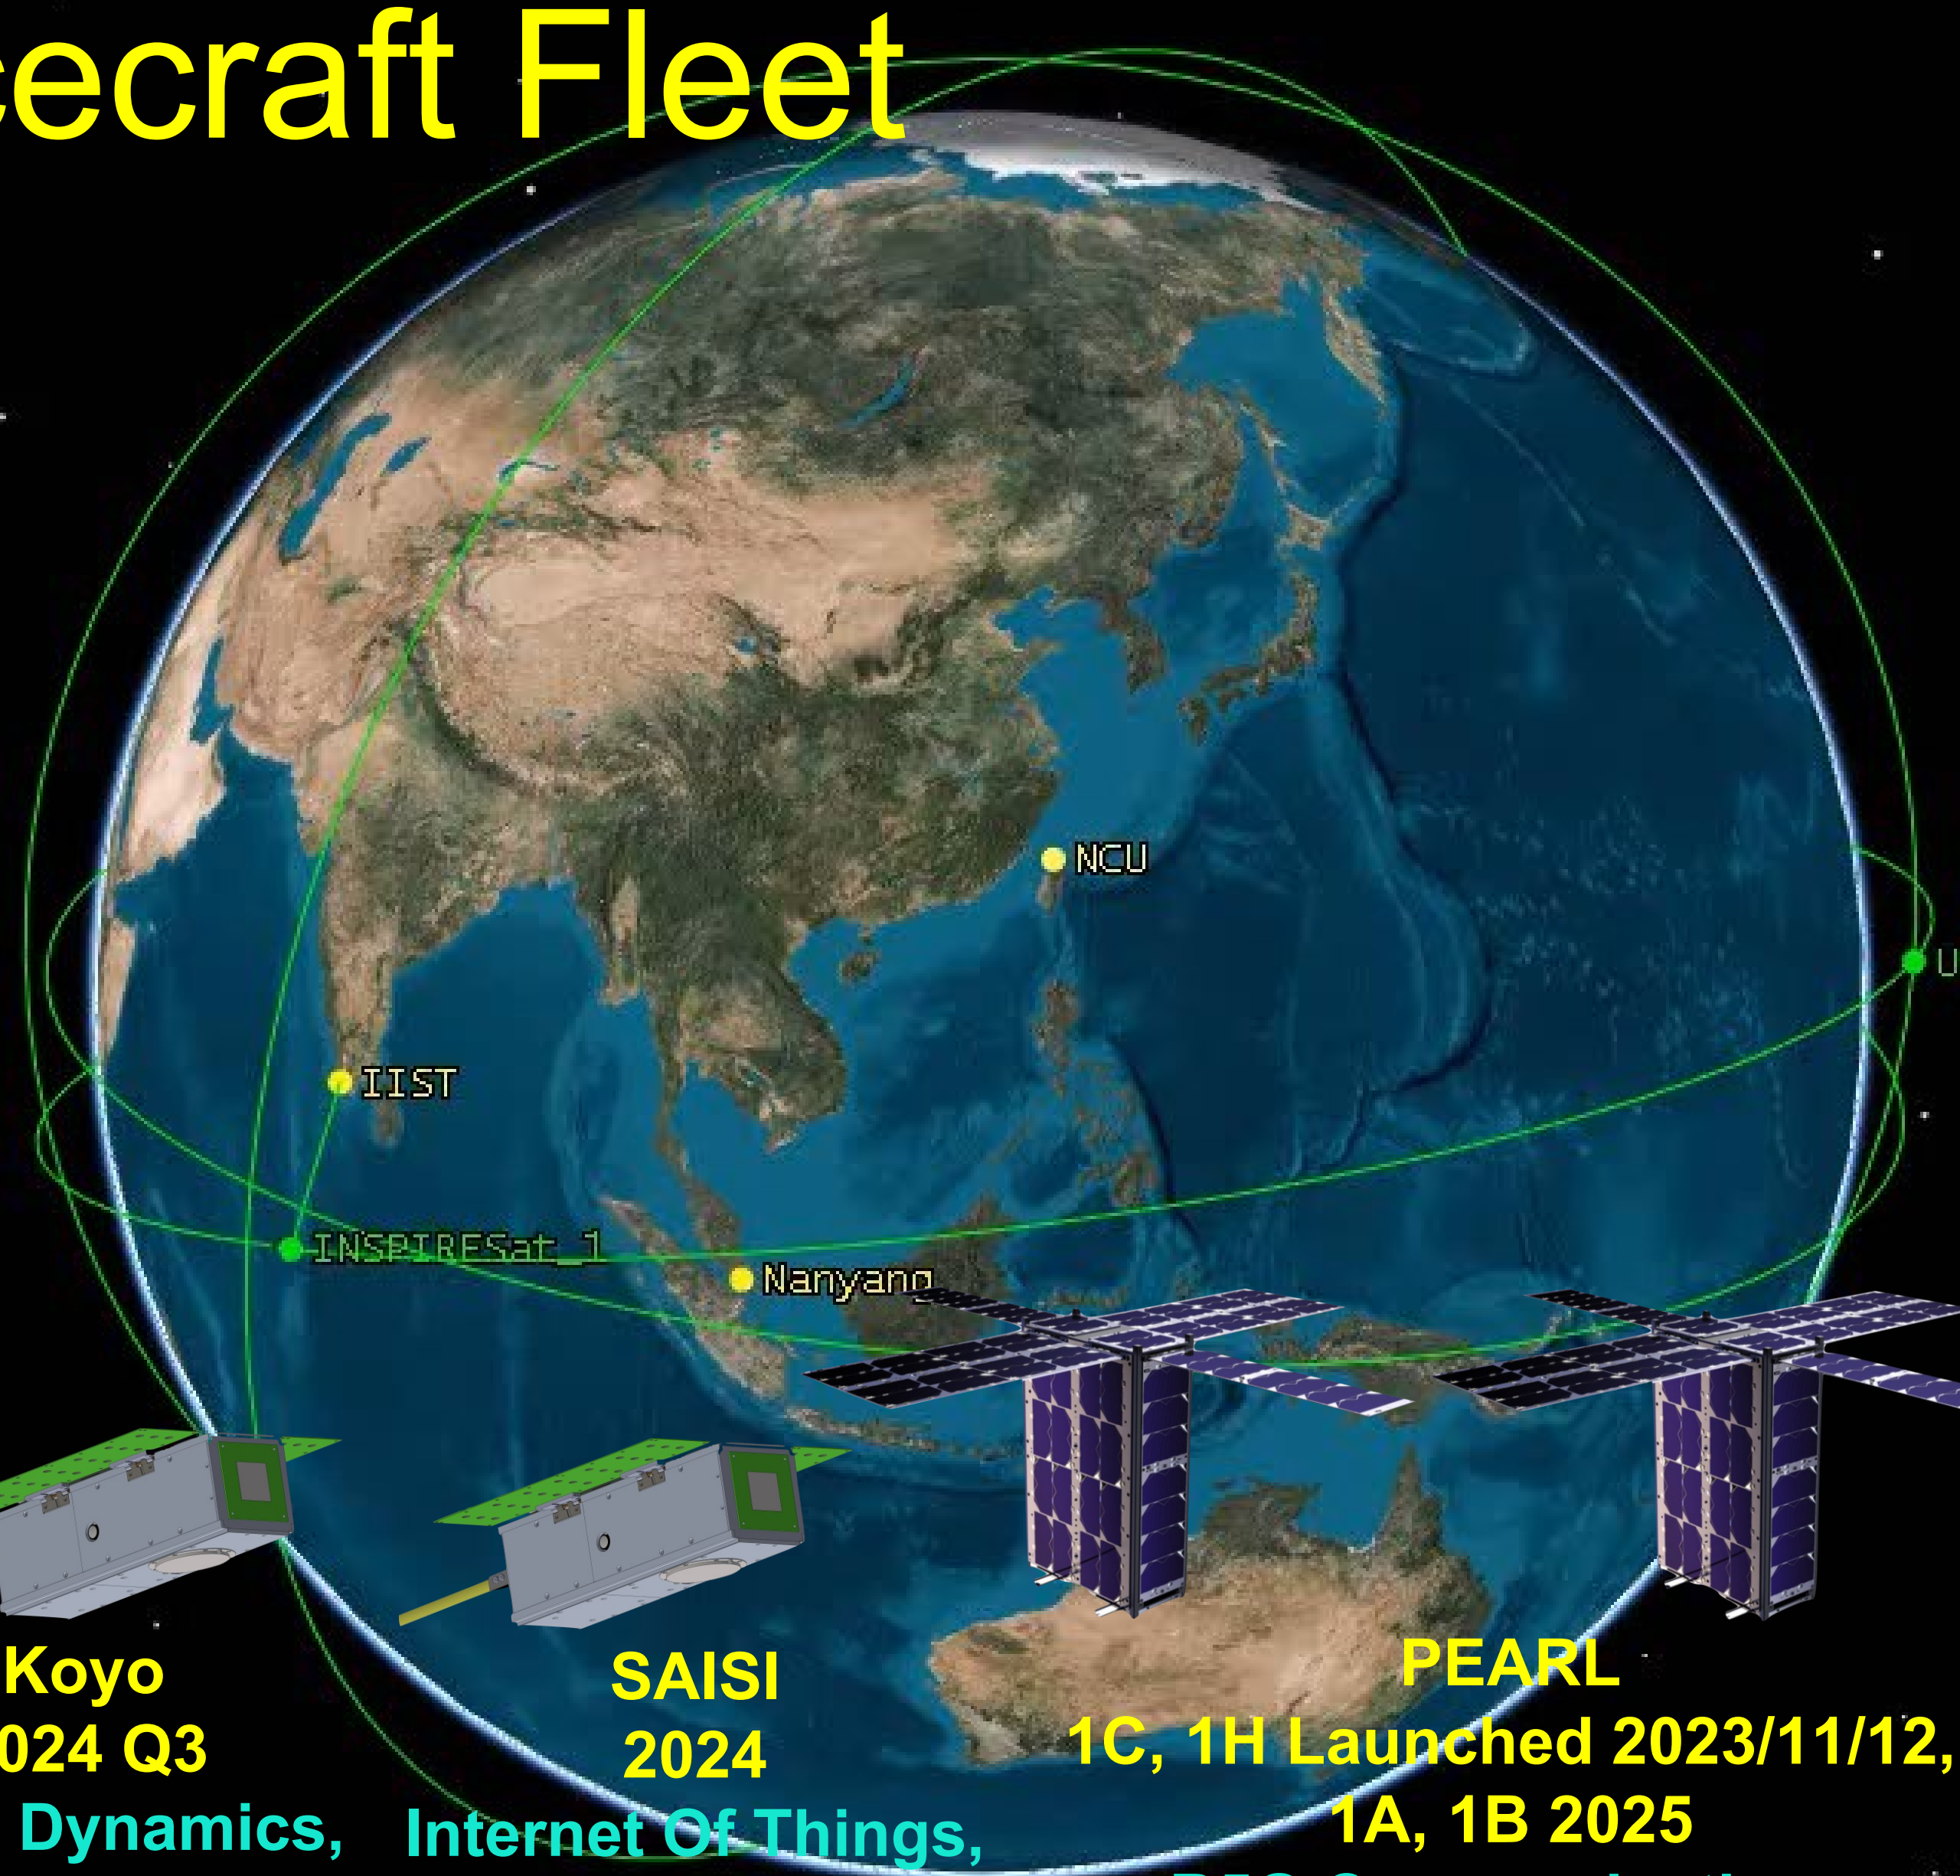 cecraft Fleet
NCU
IIST
INSPIRESat_1
Nanyang
Koyo
024 Q3
Dynamics,
SAISI
2024
Internet Of Things,
PEARL
1C, 1H Launched 2023/11/12,
1A, 1B 2025